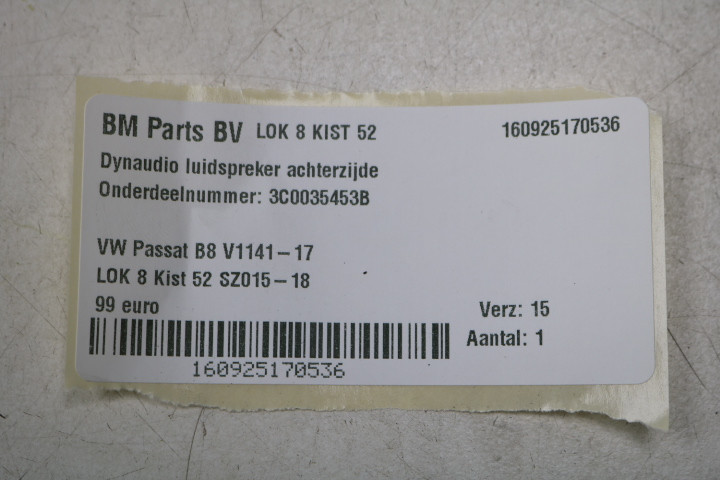 BM Parts BV LOK 8 KIST 52 160925170536
Dynaudio luidspreker achterzijde
Onderdeelnummer: 3C0035453B
VW Passat B8 V1141-17
LOK 8 Kist 52 SZ015-18
99 euro Verz: 15
Aantal: 1
160925170536